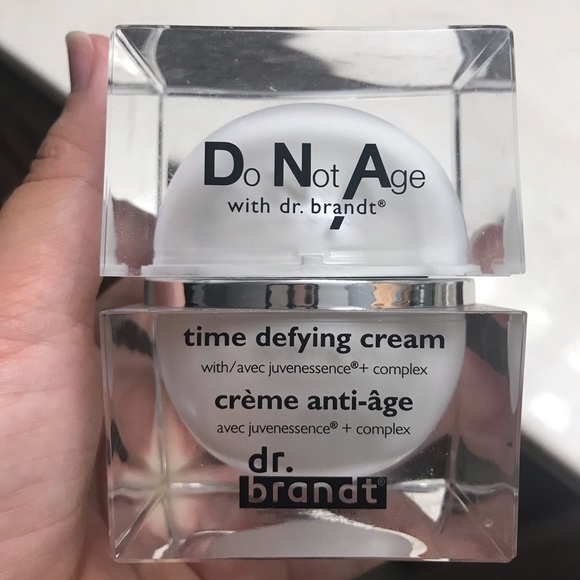 Do Not Age
with dr. brandt®
time defying cream
with/avec juvenessence®+ complex
crème anti-âge
avec juvenessence® + complex
dr.
brandt®